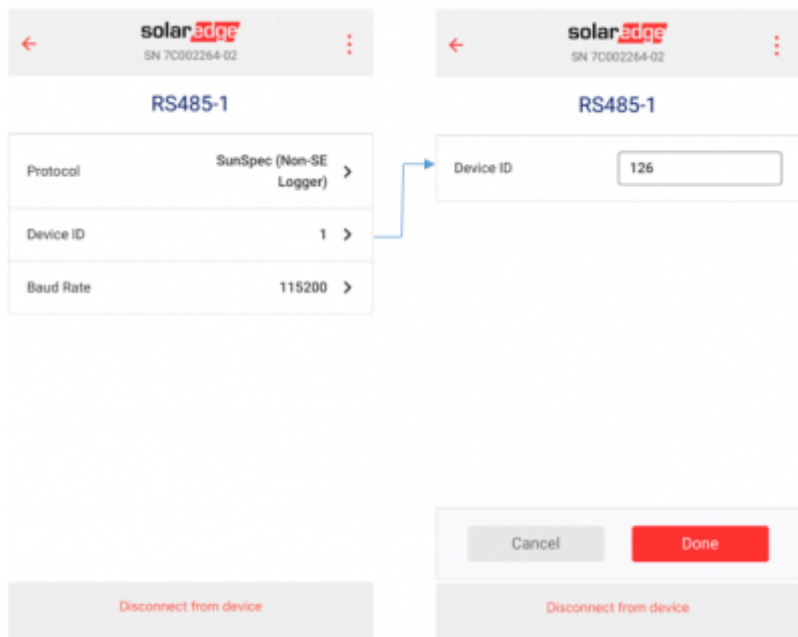 solaredge
SN 7C002264-02
RS485-1
Protocol
SunSpec (Non-SE
Logger)
Device ID
1
Baud Rate
115200
Disconnect from device
solaredge
SN 7C002264-02
RS485-1
Device ID
126
Cancel
Done
Disconnect from device